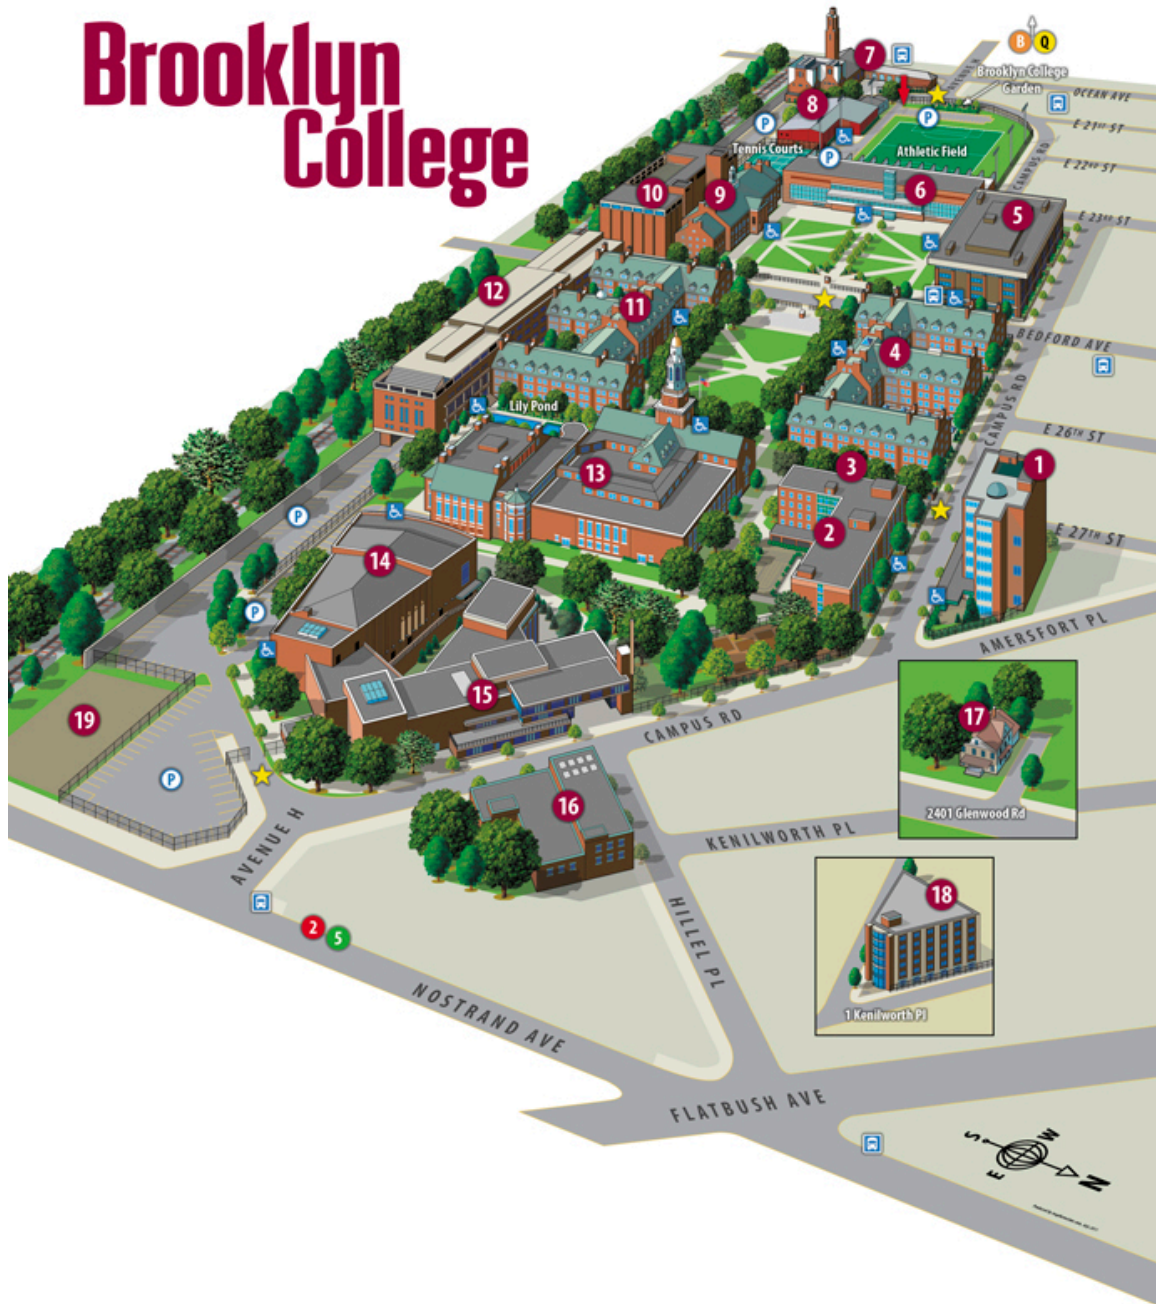 Brooklyn
College
B Q
7
Brooklyn College
Garden
OCEAN AVE
8
P
P
E 21ST ST
Tennis Courts
P
Athletic Field
E 22ND ST
CAMPUS RD
10
9
6
5
E 23RD ST
12
11
4
BEDFORD AVE
Lily Pond
CAMPUS RD
E 26TH ST
13
3
1
P
2
E 27TH ST
14
P
AMERSFORT PL
15
19
CAMPUS RD
17
P
16
2401 Glenwood Rd
AVENUE H
KENILWORTH PL
18
2
5
HILLEL PL
NOSTRAND AVE
1 Kenilworth Pl
FLATBUSH AVE
S
W
E
N